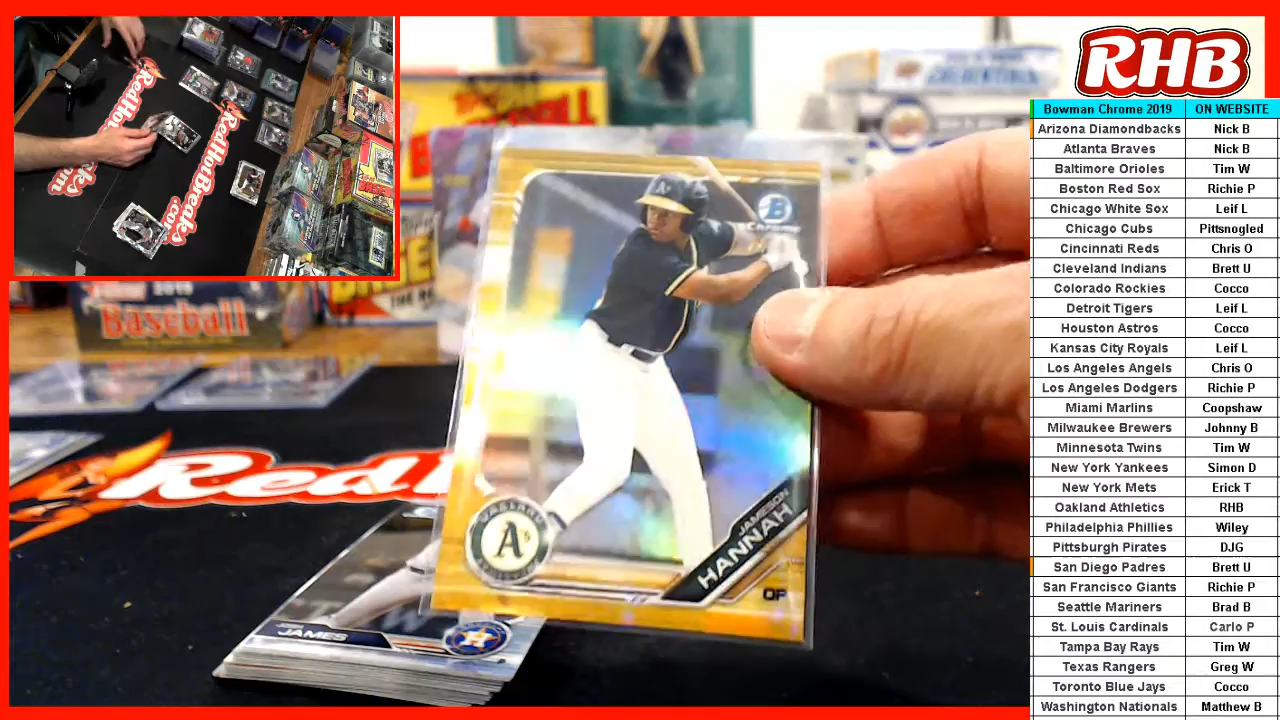 RHB
Bowman Chrome 2019 ON WEBSITE
Arizona Diamondbacks Nick B
Atlanta Braves Nick B
Baltimore Orioles Tim W
Boston Red Sox Richie P
Chicago White Sox Leif L
Chicago Cubs Pittsnogled
Cincinnati Reds Chris O
Cleveland Indians Brett U
Colorado Rockies Cocco
Detroit Tigers Leif L
Houston Astros Cocco
Kansas City Royals Leif L
Los Angeles Angels Chris O
Los Angeles Dodgers Richie P
Miami Marlins Coopshaw
Milwaukee Brewers Johnny B
Minnesota Twins Tim W
New York Yankees Simon D
New York Mets Erick T
Oakland Athletics RHB
Philadelphia Phillies Wiley
Pittsburgh Pirates DJG
San Diego Padres Brett U
San Francisco Giants Richie P
Seattle Mariners Brad B
St. Louis Cardinals Carlo P
Tampa Bay Rays Tim W
Texas Rangers Greg W
Toronto Blue Jays Cocco
Washington Nationals Matthew B
RedHotBreaks
.com
B
Chrome
A's
Baseball
JAMESON
HANNAH
OF
A's
JAMES